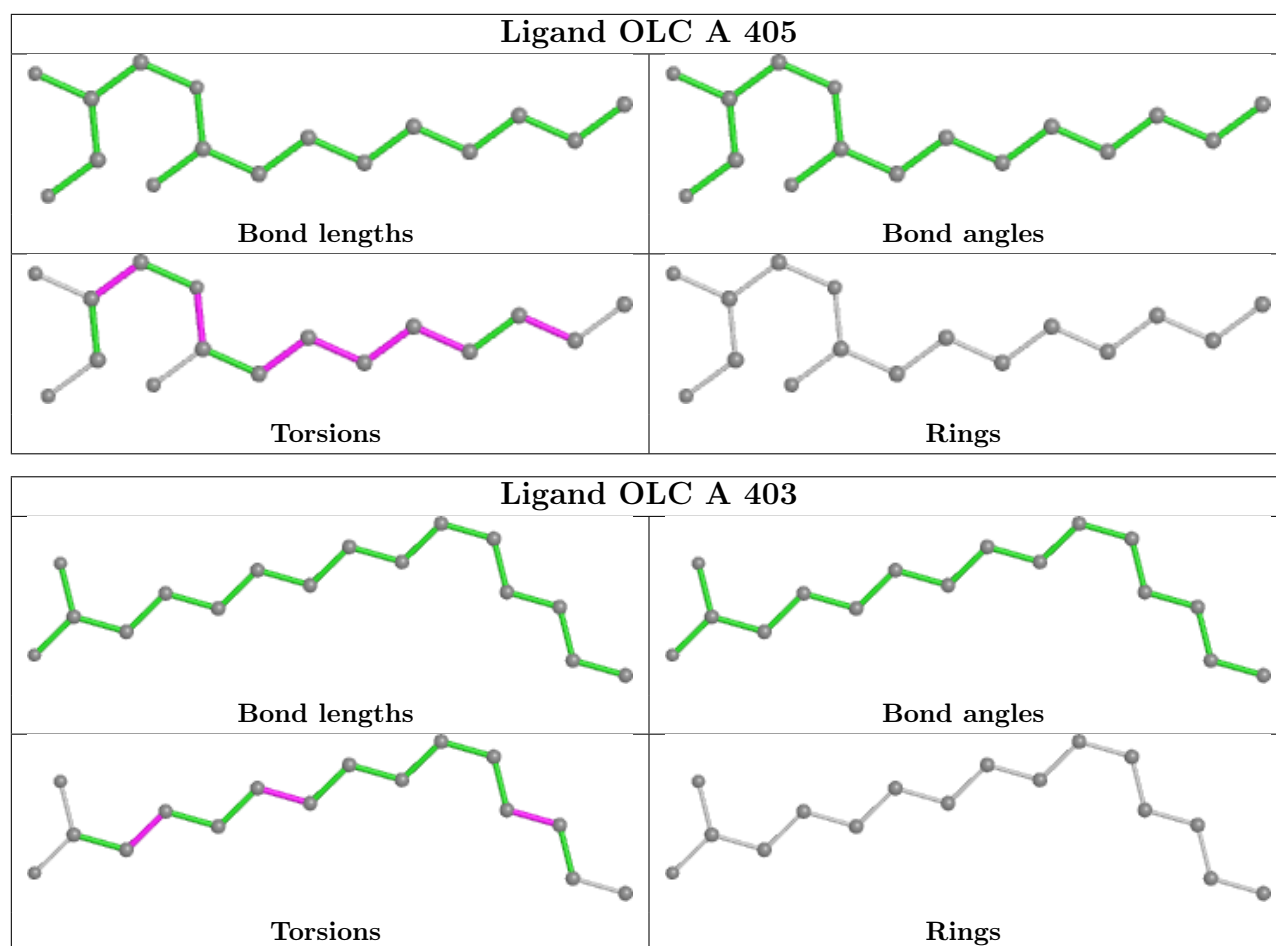 Ligand OLC A 405
Bond lengths
Bond angles
Torsions
Rings
Ligand OLC A 403
Bond lengths
Bond angles
Torsions
Rings